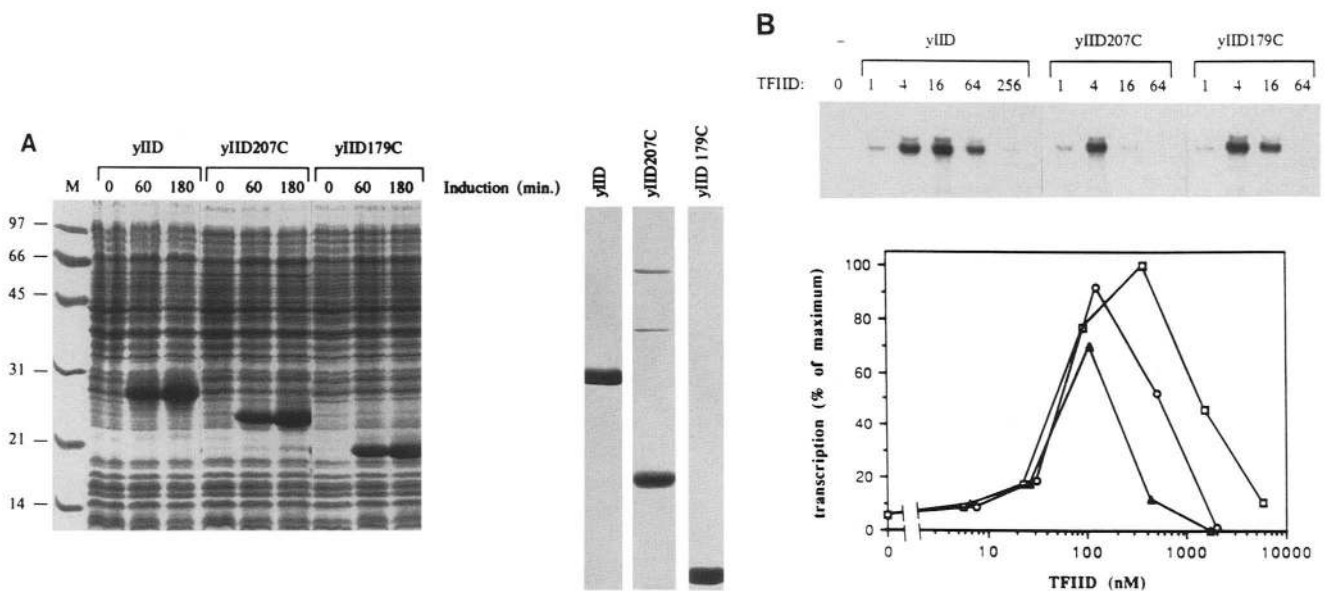 A
yIID yIID207C yIID179C
M 0 60 180 0 60 180 0 60 180 Induction (min.)
97
66
45
31
21
14
yIID
yIID207C
yIID 179C
B
– yIID yIID207C yIID179C
TFIID: 0 1 4 16 64 256 1 4 16 64 1 4 16 64
transcription (% of maximum)
100
80
60
40
20
0
0 10 100 1000 10000
TFIID (nM)